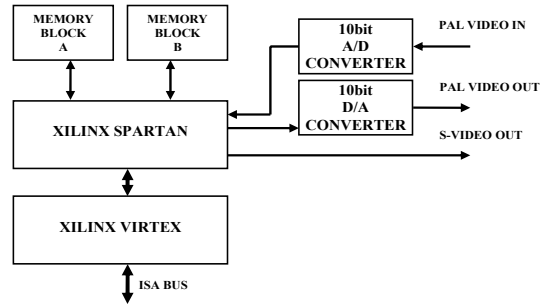 MEMORY
BLOCK
A
MEMORY
BLOCK
B
10bit
A/D
CONVERTER
PAL VIDEO IN
10bit
D/A
CONVERTER
PAL VIDEO OUT
XILINX SPARTAN
S-VIDEO OUT
XILINX VIRTEX
ISA BUS